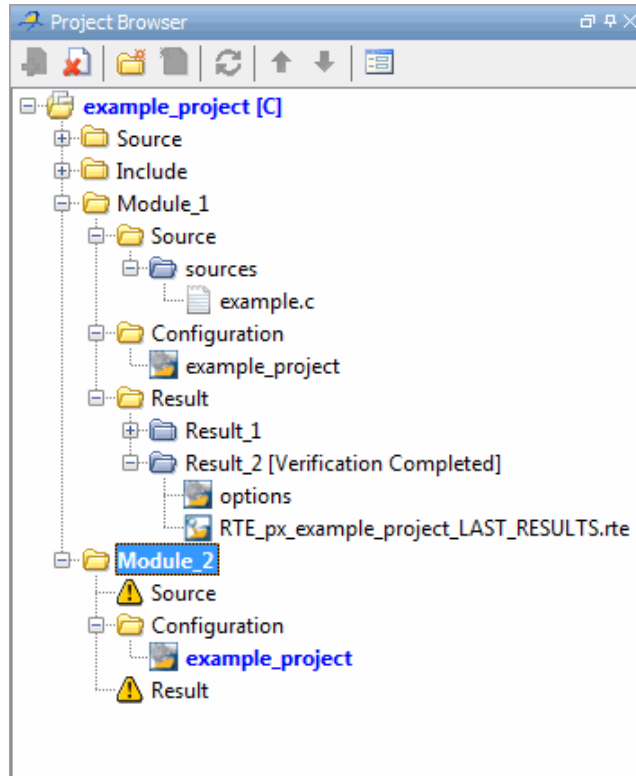 Project Browser
example_project [C]
Source
Include
Module_1
Source
sources
example.c
Configuration
example_project
Result
Result_1
Result_2 [Verification Completed]
options
RTE_px_example_project_LAST_RESULTS.rte
Module_2
Source
Configuration
example_project
Result